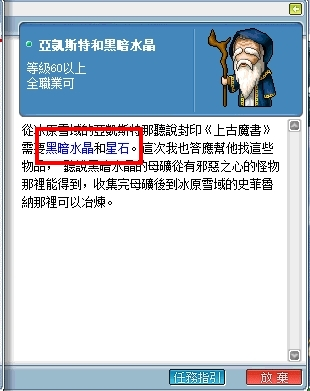 亞凱斯特和黑暗水晶
等級60以上
全職業可
從冰原雪域的亞凱斯特那聽說封印《上古魔書》
需要黑暗水晶和星石。這次我也答應幫他找這些
物品，聽說黑暗水晶的母礦從有邪惡之心的怪物
那裡能得到，收集完母礦後到冰原雪域的史菲魯
納那裡可以冶煉。
任務指引
放棄